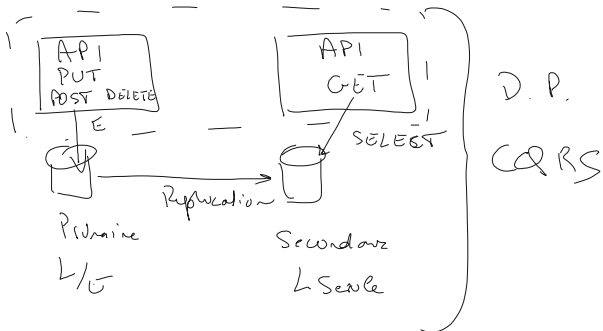 API
PUT
POST DELETE
E
API
GET
SELECT
Replication
Primaire
L/E
Secondaire
L Seule
D.P.
CQRS